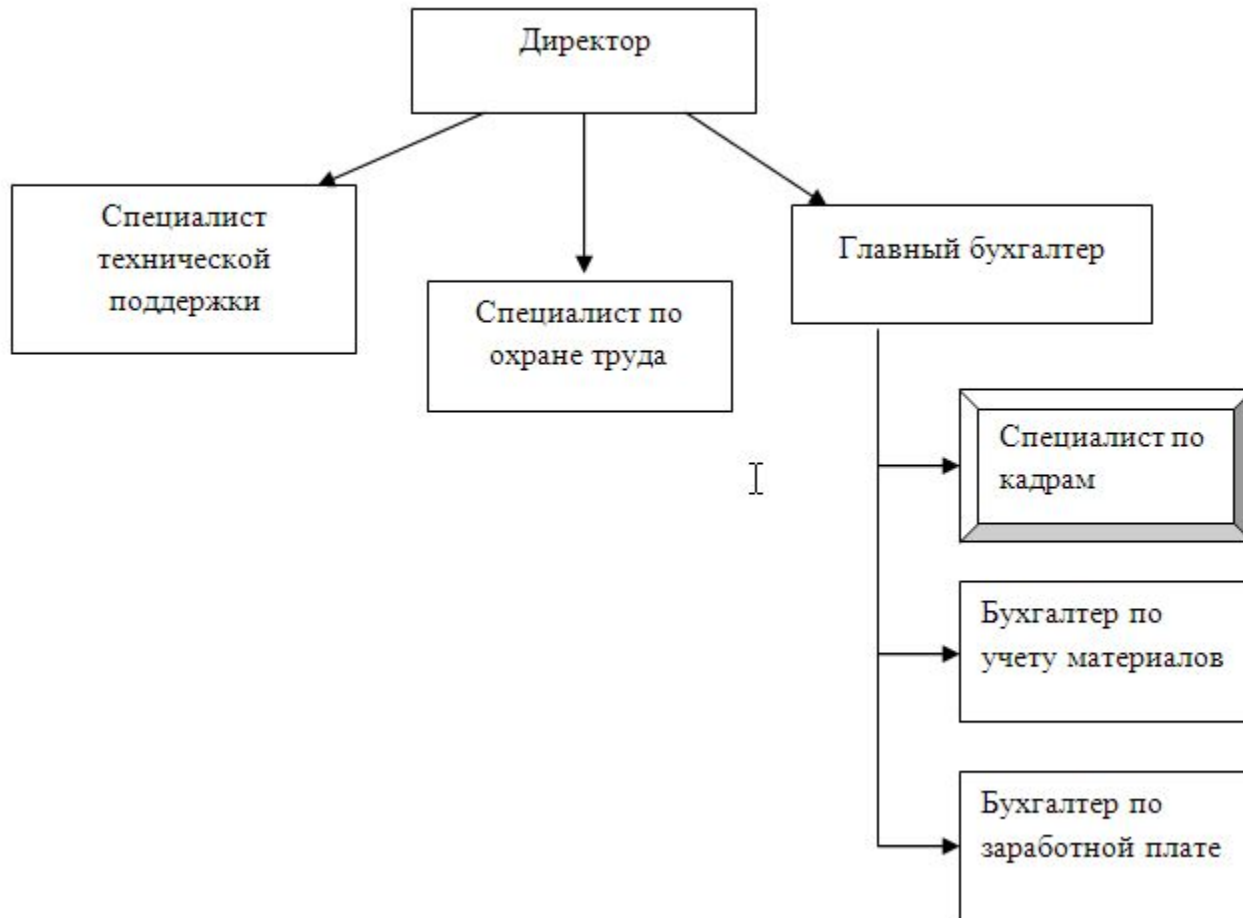 Директор
Специалист
технической
поддержки
Специалист по
охране труда
Главный бухгалтер
Специалист по
кадрам
Бухгалтер по
учету материалов
Бухгалтер по
заработной плате